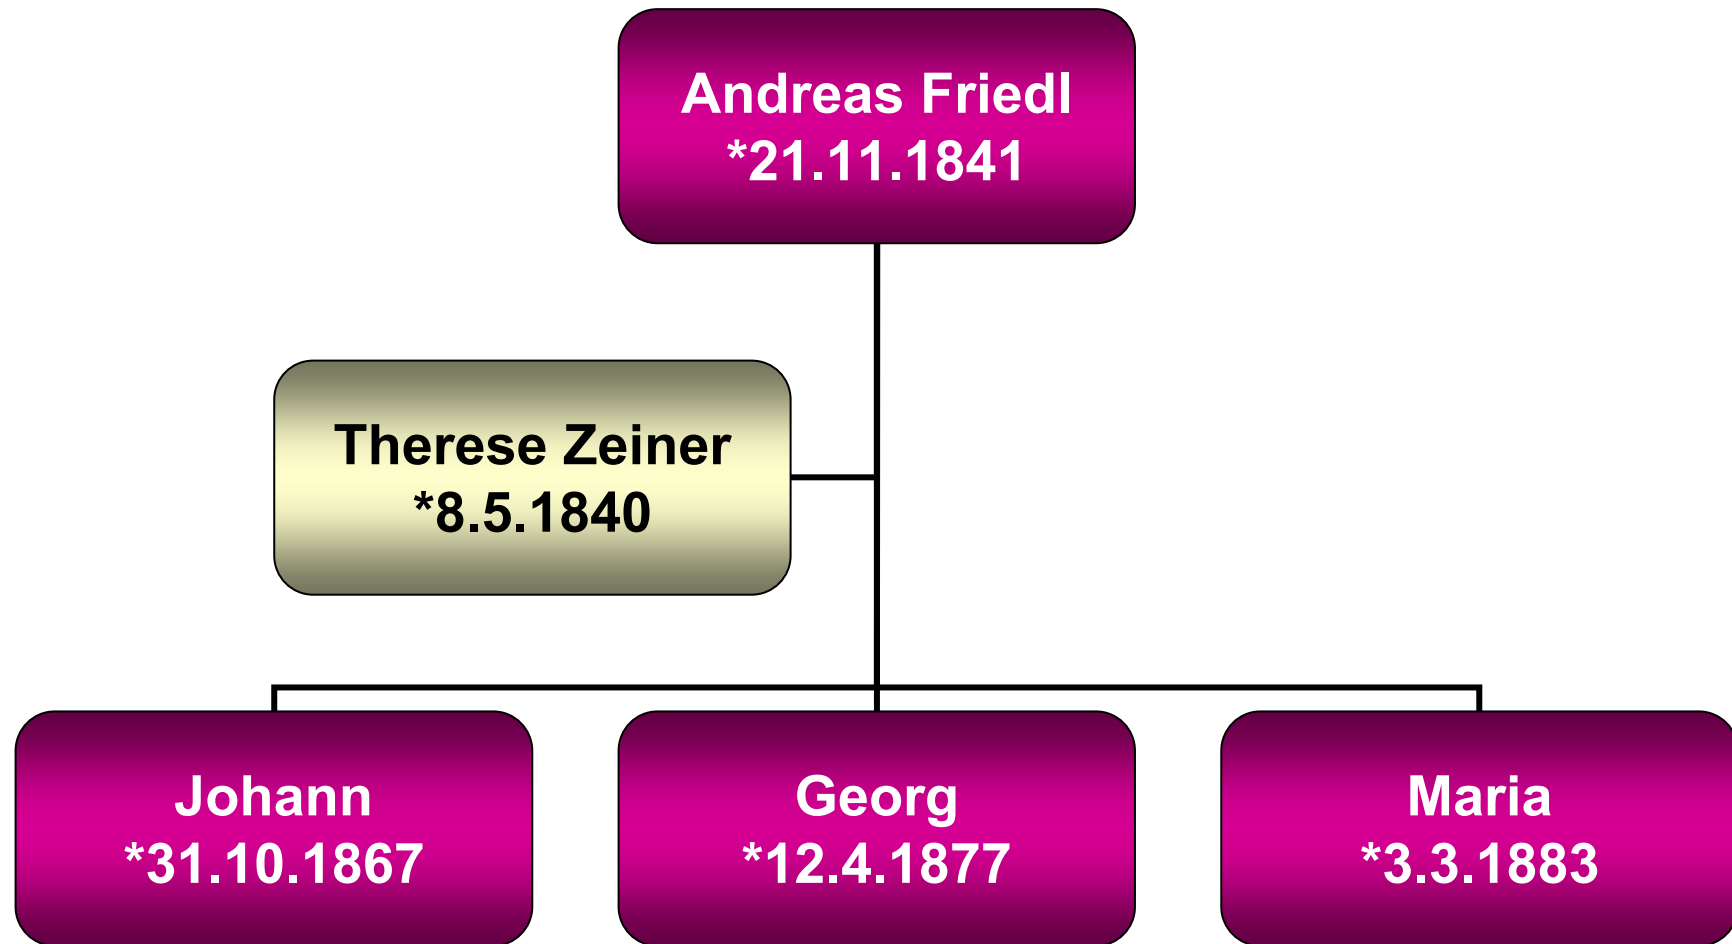 Andreas Friedl
*21.11.1841
Therese Zeiner
*8.5.1840
Johann
*31.10.1867
Georg
*12.4.1877
Maria
*3.3.1883